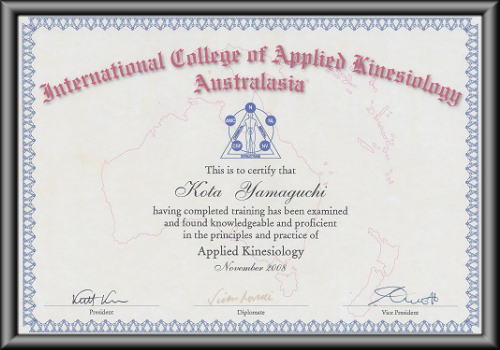 International College of Applied Kinesiology
Australasia
N
This is to certify that
Kota Yamaguchi
having completed training has been examined
and found knowledgeable and proficient
in the principles and practice of
Applied Kinesiology
November 2008
President
Diplomate
Vice President